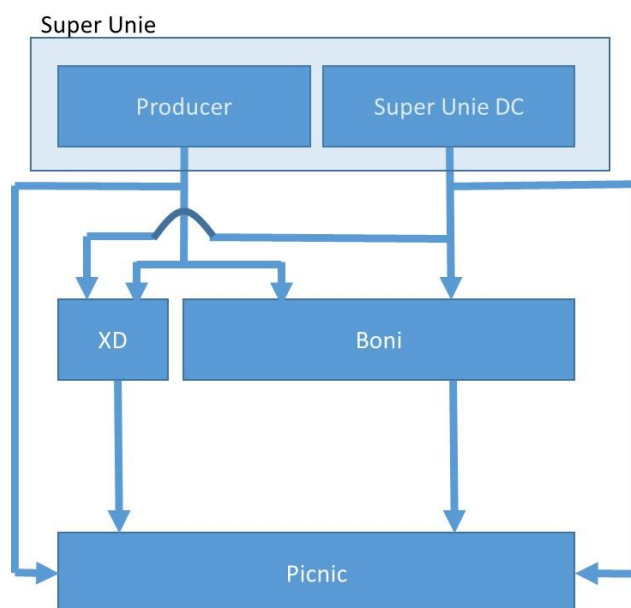 Super Unie
Producer
Super Unie DC
XD
Boni
Picnic